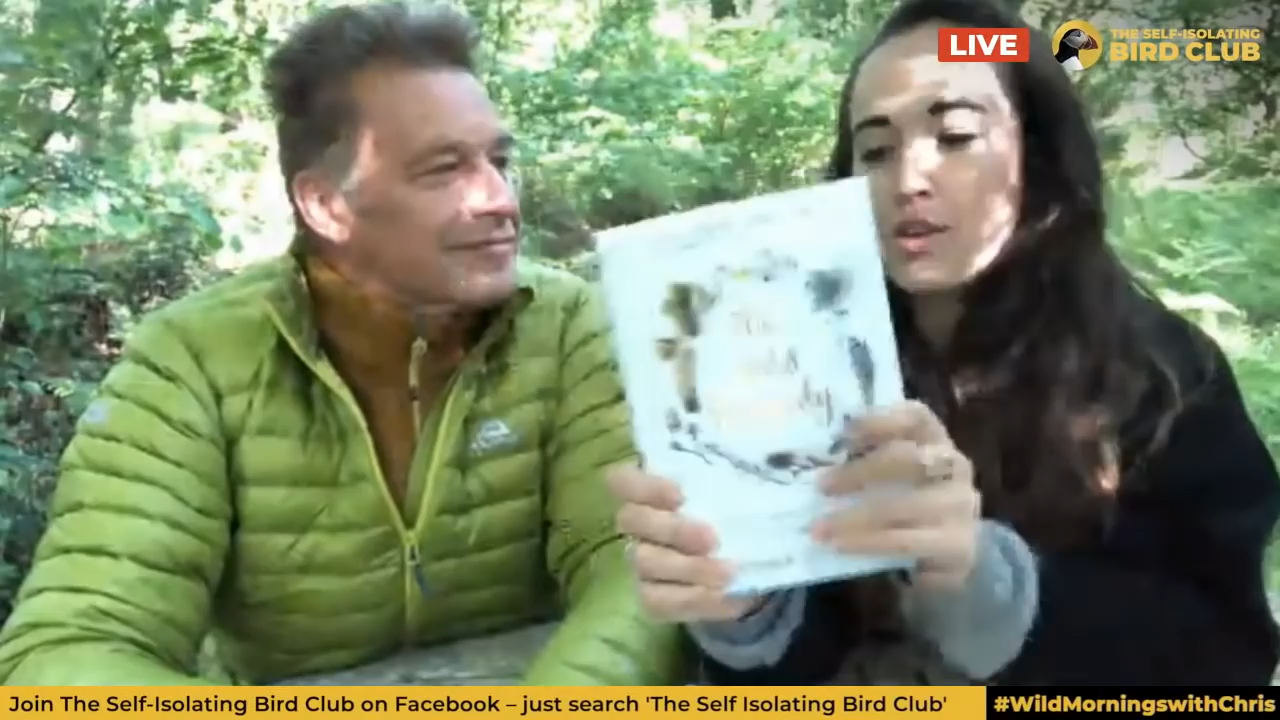 LIVE
THE SELF-ISOLATING
BIRD CLUB
Join The Self-Isolating Bird Club on Facebook – just search 'The Self Isolating Bird Club'
#WildMorningswithChris